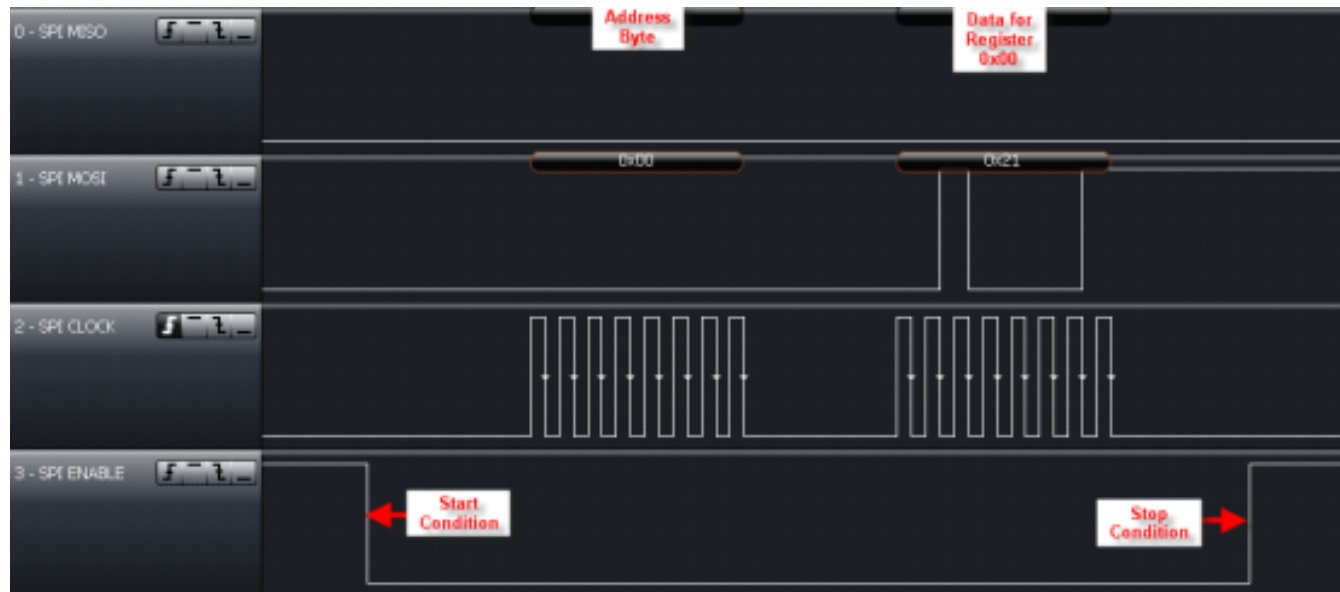 0 - SPI MISO
Address
Byte
Data for
Register
0x00
1 - SPI MOSI
0x00
0x21
2 - SPI CLOCK
3 - SPI ENABLE
Start
Condition
Stop
Condition